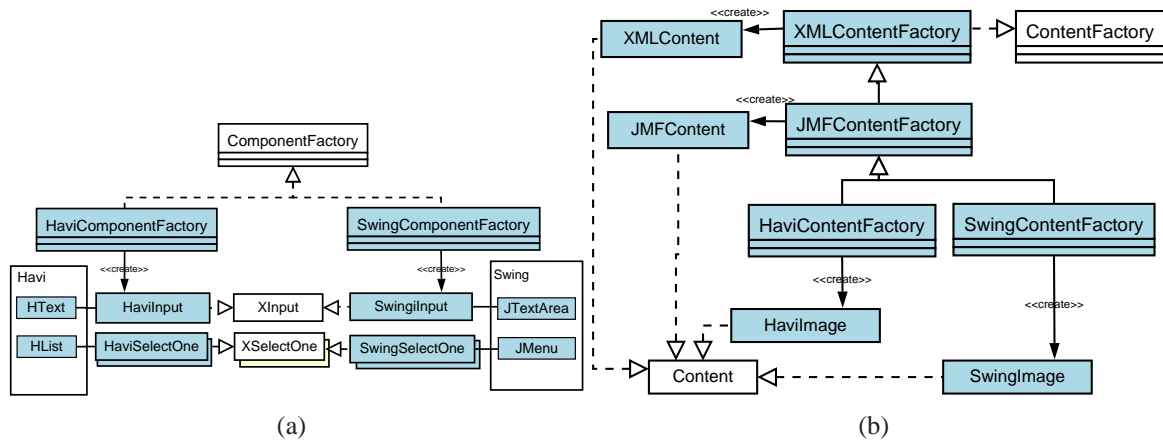 ComponentFactory
HaviComponentFactory
SwingComponentFactory
<<create>>
<<create>>
Havi
Swing
HText
HaviInput
XInput
SwingiInput
JTextArea
HList
HaviSelectOne
XSelectOne
SwingSelectOne
JMenu
(a)
XMLContent
<<create>>
XMLContentFactory
ContentFactory
JMFContent
<<create>>
JMFContentFactory
HaviContentFactory
SwingContentFactory
<<create>>
<<create>>
HaviImage
Content
SwingImage
(b)